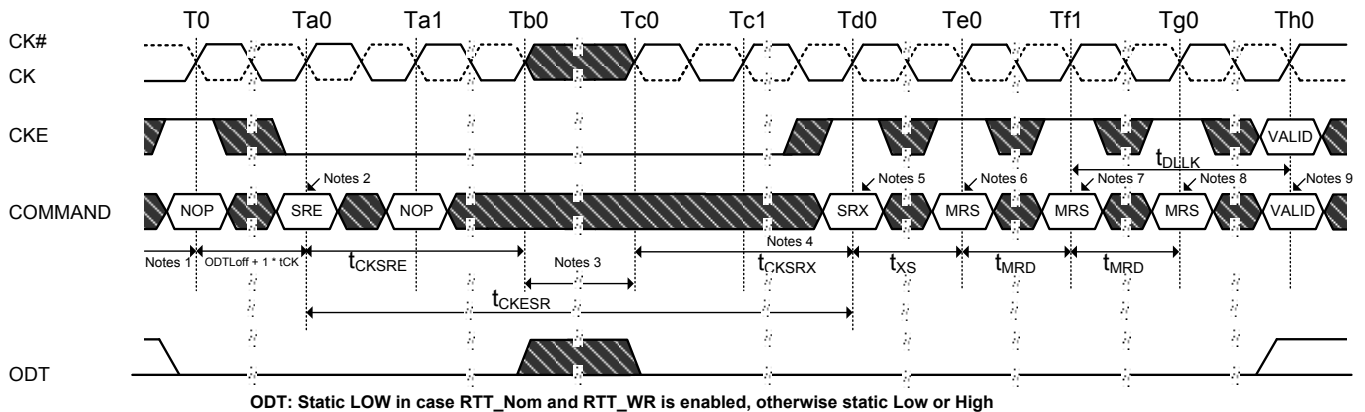 T0 Ta0 Ta1 Tb0 Tc0 Tc1 Td0 Te0 Tf1 Tg0 Th0
CK#
CK
CKE
VALID
tDLLK
Notes 2 Notes 5 Notes 6 Notes 7 Notes 8 Notes 9
COMMAND NOP SRE NOP SRX MRS MRS MRS VALID
Notes 1 ODTLoff + 1 * tCK tCKSRE Notes 3 Notes 4 tCKSRX tXS tMRD tMRD
tCKESR
ODT
ODT: Static LOW in case RTT_Nom and RTT_WR is enabled, otherwise static Low or High